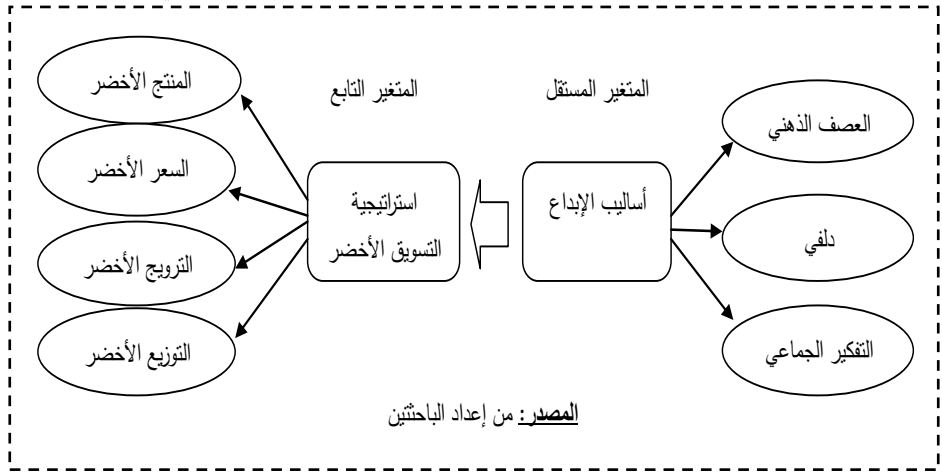 المتغير المستقل
المتغير التابع
العصف الذهني
دلفي
التفكير الجماعي
أساليب الإبداع
استراتيجية
التسويق الأخضر
المنتج الأخضر
السعر الأخضر
الترويج الأخضر
التوزيع الأخضر
المصدر: من إعداد الباحثتين